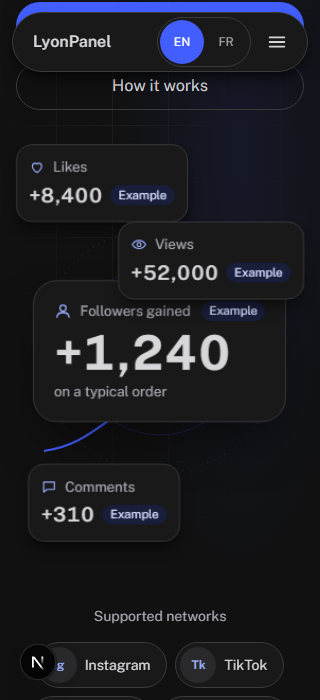 LyonPanel
EN
FR
How it works
Likes
+8,400 Example
Views
+52,000 Example
Followers gained Example
+1,240
on a typical order
Comments
+310 Example
Supported networks
N
g Instagram
Tk TikTok